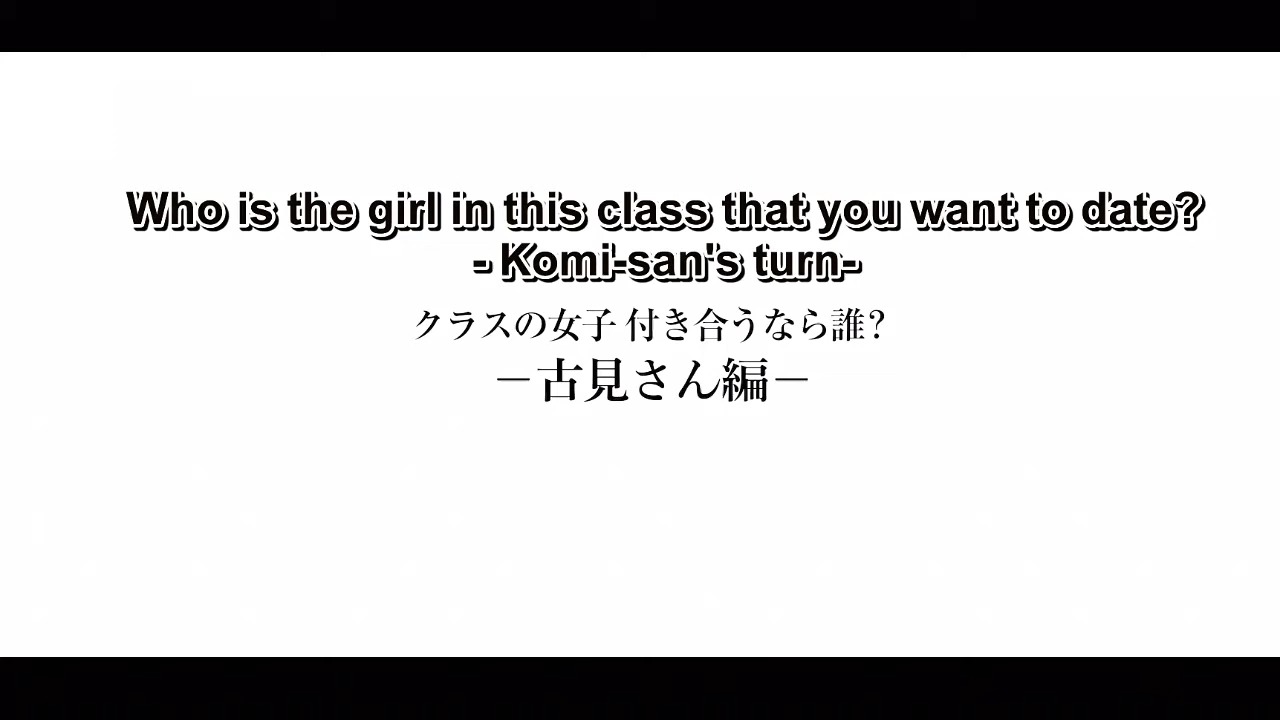 Who is the girl in this class that you want to date?
- Komi-san's turn-
クラスの女子 付き合うなら誰？
－古見さん編－